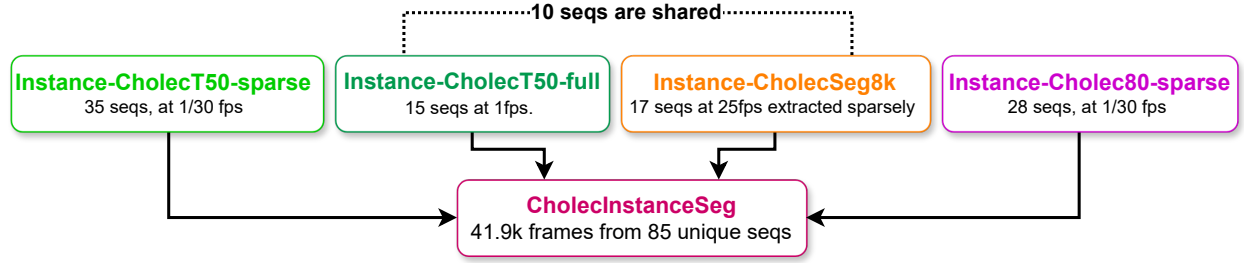 10 seqs are shared
Instance-CholecT50-sparse
35 seqs, at 1/30 fps
Instance-CholecT50-full
15 seqs at 1fps.
Instance-CholecSeg8k
17 seqs at 25fps extracted sparsely
Instance-Cholec80-sparse
28 seqs, at 1/30 fps
CholecInstanceSeg
41.9k frames from 85 unique seqs